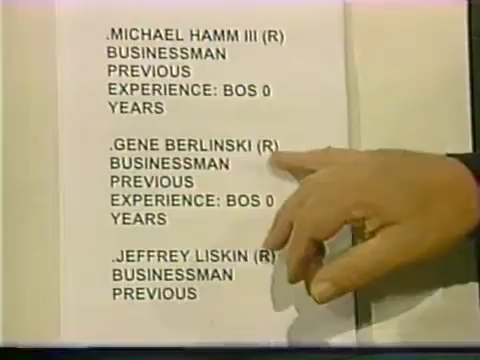 .MICHAEL HAMM III (R)
BUSINESSMAN
PREVIOUS
EXPERIENCE: BOS 0
YEARS
.GENE BERLINSKI (R)
BUSINESSMAN
PREVIOUS
EXPERIENCE: BOS 0
YEARS
.JEFFREY LISKIN (R)
BUSINESSMAN
PREVIOUS